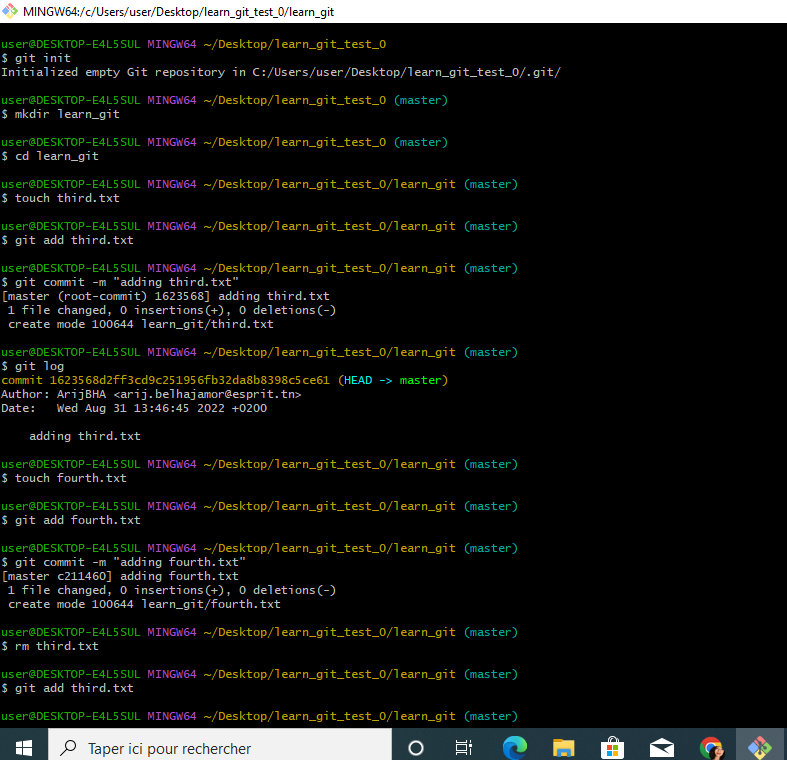 MINGW64:/c/Users/user/Desktop/learn_git_test_0/learn_git
user@DESKTOP-E4L5SUL MINGW64 ~/Desktop/learn_git_test_0
$ git init
Initialized empty Git repository in C:/Users/user/Desktop/learn_git_test_0/.git/
user@DESKTOP-E4L5SUL MINGW64 ~/Desktop/learn_git_test_0 (master)
$ mkdir learn_git
user@DESKTOP-E4L5SUL MINGW64 ~/Desktop/learn_git_test_0 (master)
$ cd learn_git
user@DESKTOP-E4L5SUL MINGW64 ~/Desktop/learn_git_test_0/learn_git (master)
$ touch third.txt
user@DESKTOP-E4L5SUL MINGW64 ~/Desktop/learn_git_test_0/learn_git (master)
$ git add third.txt
user@DESKTOP-E4L5SUL MINGW64 ~/Desktop/learn_git_test_0/learn_git (master)
$ git commit -m "adding third.txt"
[master (root-commit) 1623568] adding third.txt
 1 file changed, 0 insertions(+), 0 deletions(-)
 create mode 100644 learn_git/third.txt
user@DESKTOP-E4L5SUL MINGW64 ~/Desktop/learn_git_test_0/learn_git (master)
$ git log
commit 1623568d2ff3cd9c251956fb32da8b8398c5ce61 (HEAD -> master)
Author: ArijBHA <arij.belhajamor@esprit.tn>
Date:   Wed Aug 31 13:46:45 2022 +0200
    adding third.txt
user@DESKTOP-E4L5SUL MINGW64 ~/Desktop/learn_git_test_0/learn_git (master)
$ touch fourth.txt
user@DESKTOP-E4L5SUL MINGW64 ~/Desktop/learn_git_test_0/learn_git (master)
$ git add fourth.txt
user@DESKTOP-E4L5SUL MINGW64 ~/Desktop/learn_git_test_0/learn_git (master)
$ git commit -m "adding fourth.txt"
[master c211460] adding fourth.txt
 1 file changed, 0 insertions(+), 0 deletions(-)
 create mode 100644 learn_git/fourth.txt
user@DESKTOP-E4L5SUL MINGW64 ~/Desktop/learn_git_test_0/learn_git (master)
$ rm third.txt
user@DESKTOP-E4L5SUL MINGW64 ~/Desktop/learn_git_test_0/learn_git (master)
$ git add third.txt
user@DESKTOP-E4L5SUL MINGW64 ~/Desktop/learn_git_test_0/learn_git (master)
Taper ici pour rechercher